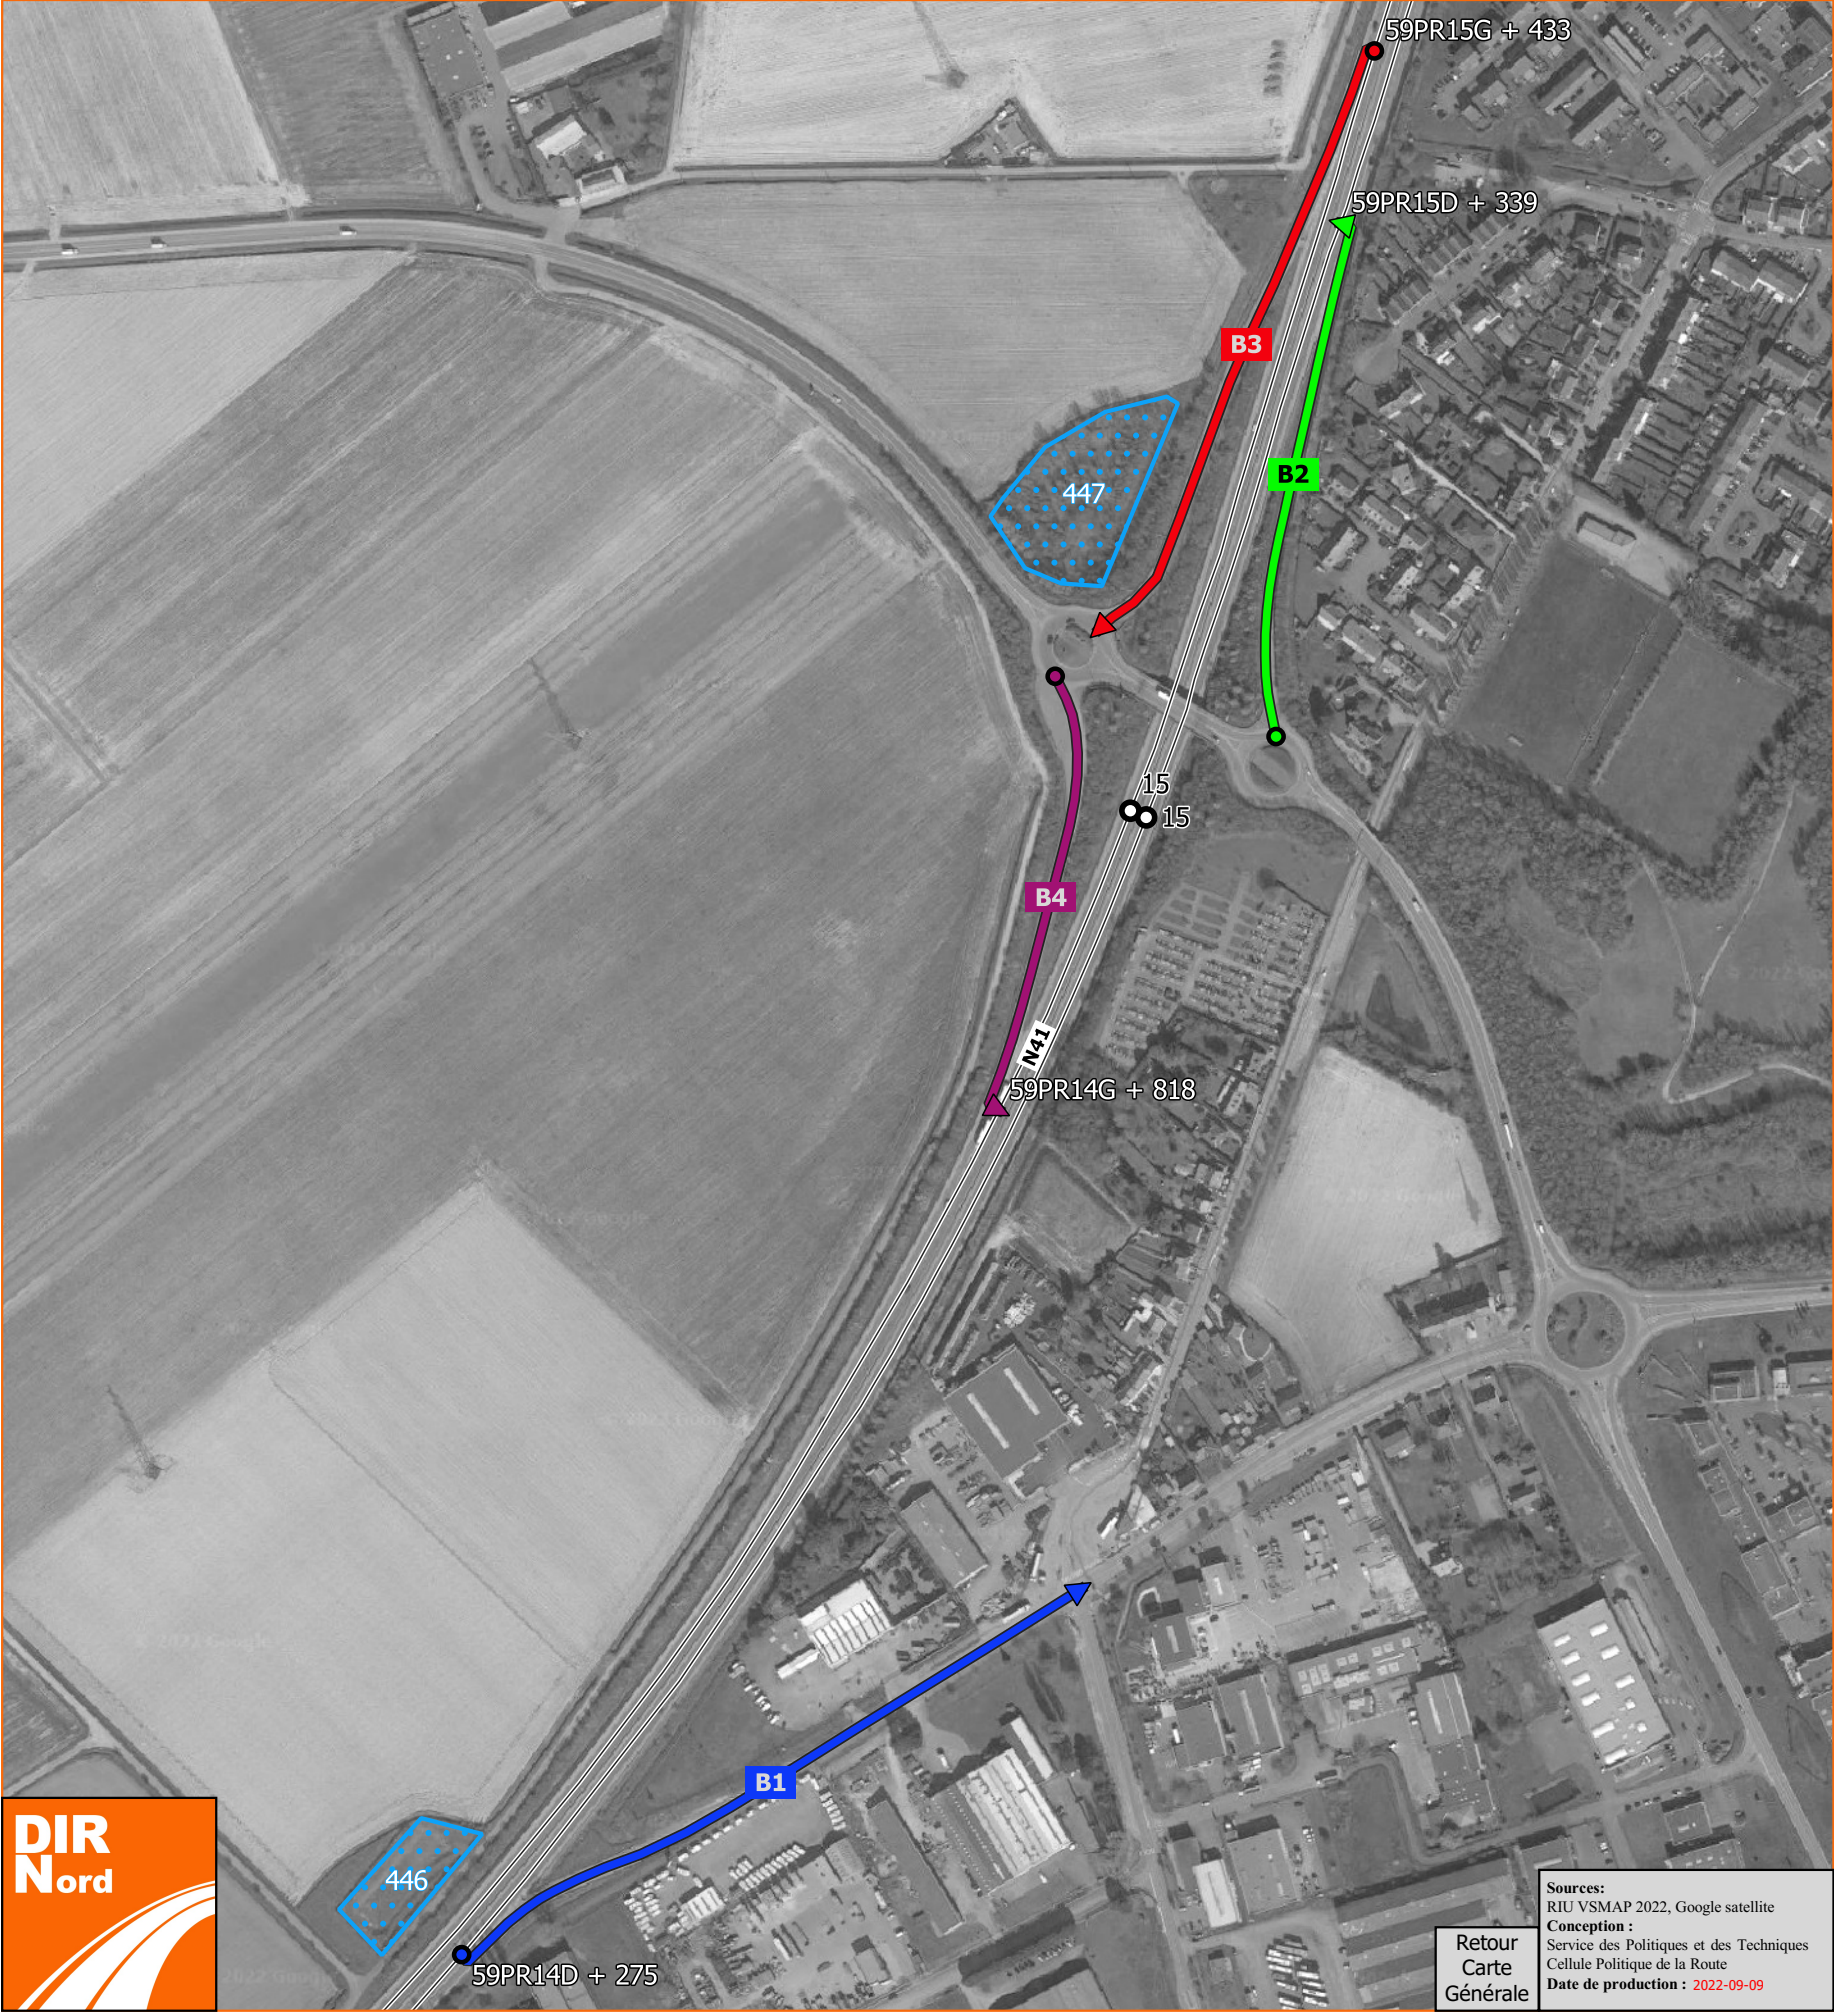 59PR15G + 433
59PR15D + 339
B3
447
B2
15
15
B4
N41
59PR14G + 818
B1
446
59PR14D + 275
DIR
Nord
Retour
Carte
Générale
Sources:
RIU VSMAP 2022, Google satellite
Conception :
Service des Politiques et des Techniques
Cellule Politique de la Route
Date de production : 2022-09-09
© 2022 Google